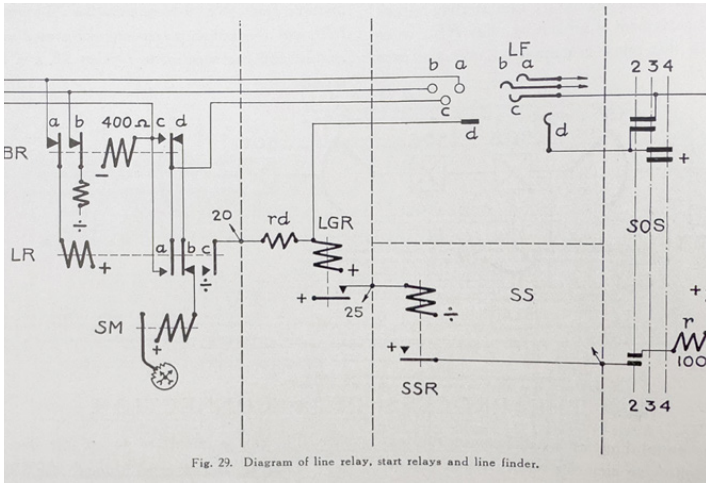 LF
b a b a 2 3 4
a b 400Ω c d c c
BR d d
− ÷ +
20 rd LGR SOS
LR a b c
+ ÷ + SS
SM + 25 ÷ + r
+ 100
SSR
2 3 4
Fig. 29. Diagram of line relay, start relays and line finder.